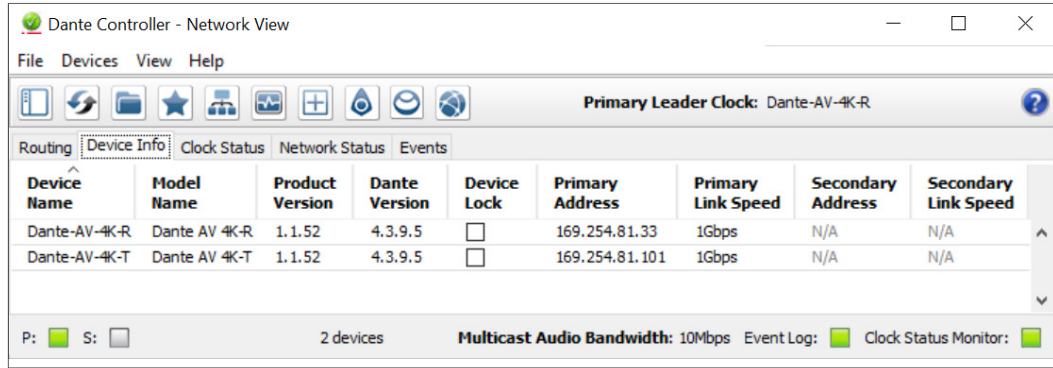 Dante Controller - Network View
File Devices View Help
Primary Leader Clock: Dante-AV-4K-R
Routing Device Info Clock Status Network Status Events
Device Name Model Name Product Version Dante Version Device Lock Primary Address Primary Link Speed Secondary Address Secondary Link Speed
Dante-AV-4K-R Dante AV 4K-R 1.1.52 4.3.9.5 169.254.81.33 1Gbps N/A N/A
Dante-AV-4K-T Dante AV 4K-T 1.1.52 4.3.9.5 169.254.81.101 1Gbps N/A N/A
P: S: 2 devices Multicast Audio Bandwidth: 10Mbps Event Log: Clock Status Monitor: